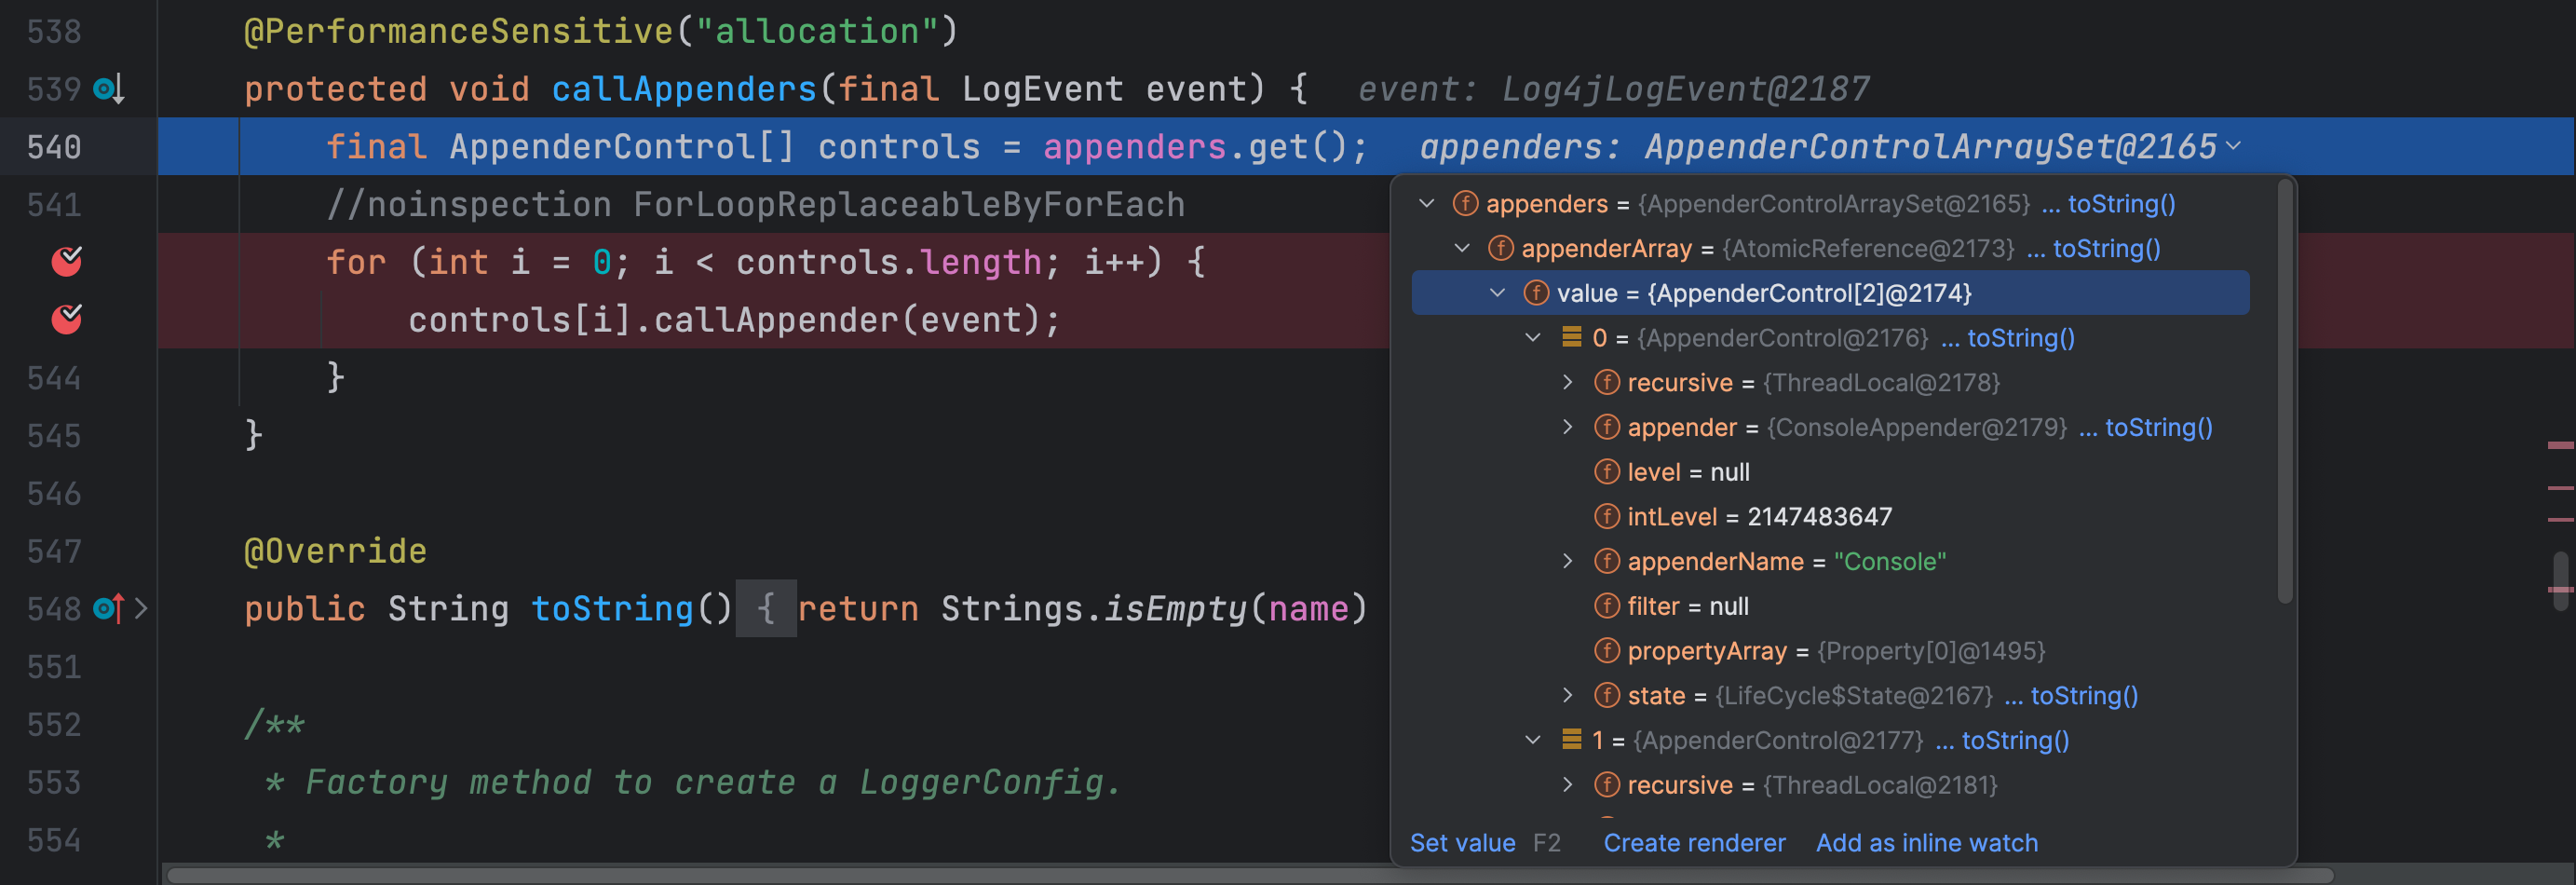 538 @PerformanceSensitive("allocation")
539 protected void callAppenders(final LogEvent event) { event: Log4jLogEvent@2187
540 final AppenderControl[] controls = appenders.get(); appenders: AppenderControlArraySet@2165
541 //noinspection ForLoopReplaceableByForEach
for (int i = 0; i < controls.length; i++) {
controls[i].callAppender(event);
544 }
545 }
546
547 @Override
548 public String toString() { return Strings.isEmpty(name)
551
552 /**
553 * Factory method to create a LoggerConfig.
554 *
appenders = {AppenderControlArraySet@2165} ... toString()
appenderArray = {AtomicReference@2173} ... toString()
value = {AppenderControl[2]@2174}
0 = {AppenderControl@2176} ... toString()
recursive = {ThreadLocal@2178}
appender = {ConsoleAppender@2179} ... toString()
level = null
intLevel = 2147483647
appenderName = "Console"
filter = null
propertyArray = {Property[0]@1495}
state = {LifeCycle$State@2167} ... toString()
1 = {AppenderControl@2177} ... toString()
recursive = {ThreadLocal@2181}
Set value F2 Create renderer Add as inline watch